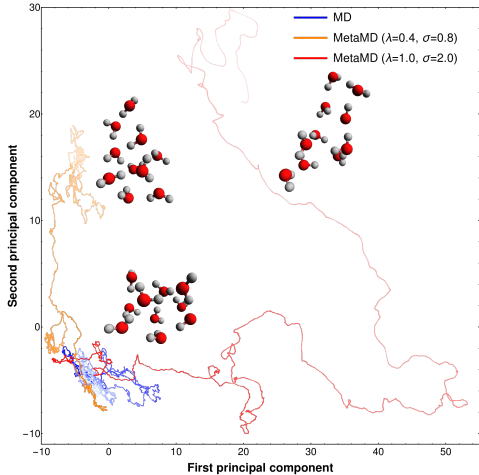 MD
MetaMD (λ=0.4, σ=0.8)
MetaMD (λ=1.0, σ=2.0)
Second principal component
30
20
10
0
−10
−10
0
10
20
30
40
50
First principal component